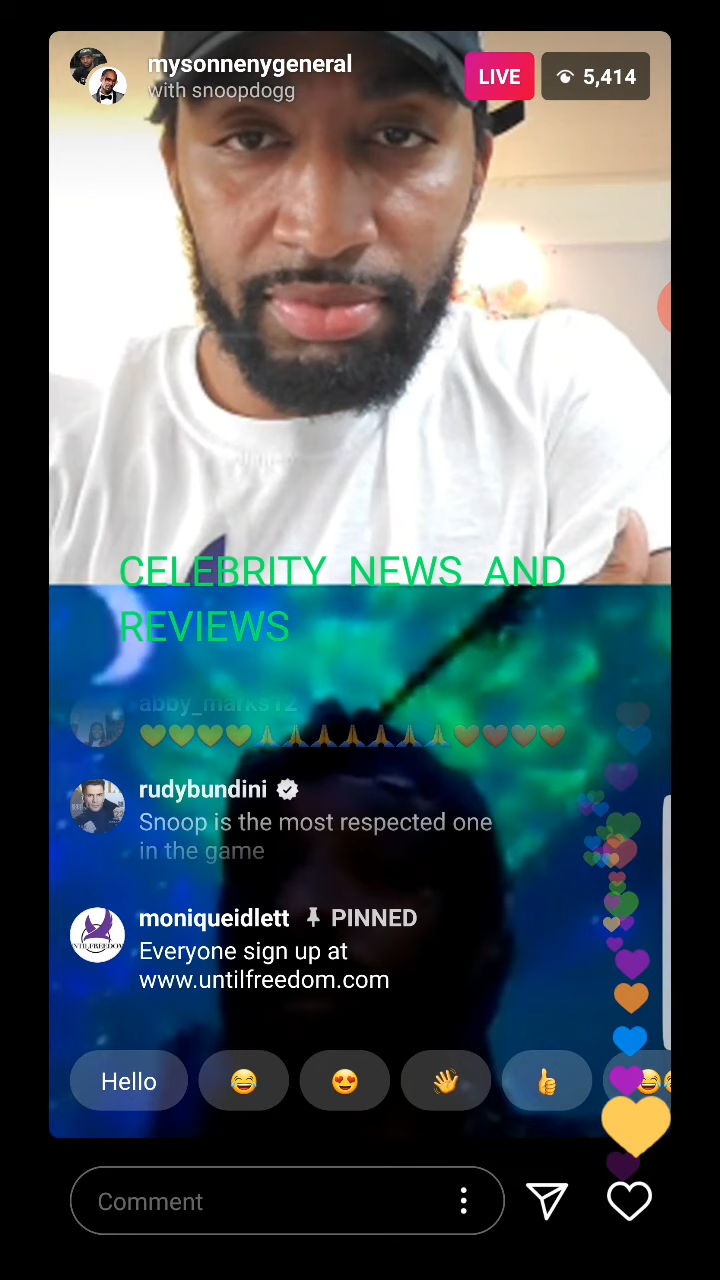 mysonnenygeneral
with snoopdogg
LIVE
5,414
CELEBRITY NEWS AND
REVIEWS
abby_marks12
rudybundini
Snoop is the most respected one
in the game
moniqueidlett PINNED
Everyone sign up at
www.untilfreedom.com
Hello
Comment